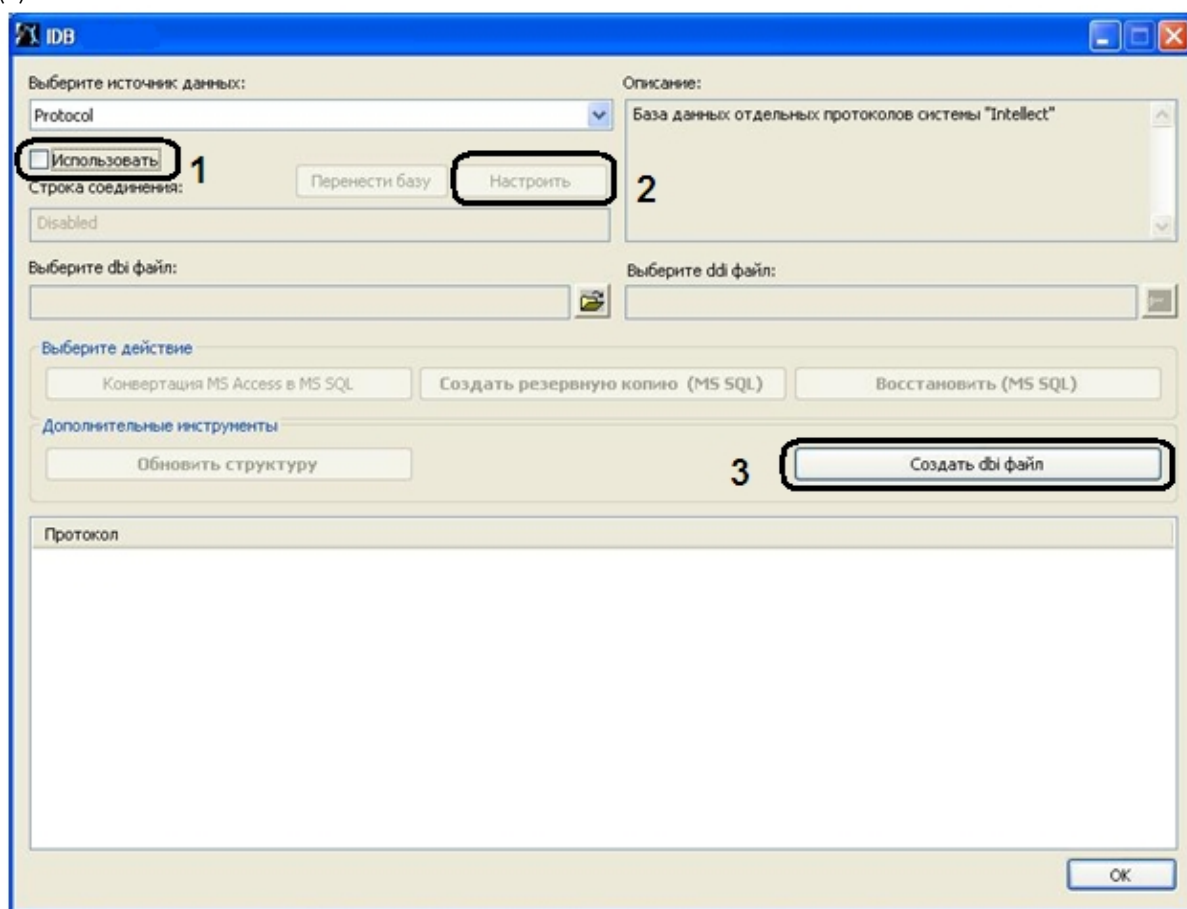 IDB
Выберите источник данных:
Описание:
Protocol
База данных отдельных протоколов системы "Intellect"
Использовать
1
Перенести базу
Настроить
2
Строка соединения:
Disabled
Выберите dbi файл:
Выберите ddi файл:
Выберите действие
Конвертация MS Access в MS SQL
Создать резервную копию (MS SQL)
Восстановить (MS SQL)
Дополнительные инструменты
Обновить структуру
3
Создать dbi файл
Протокол
OK